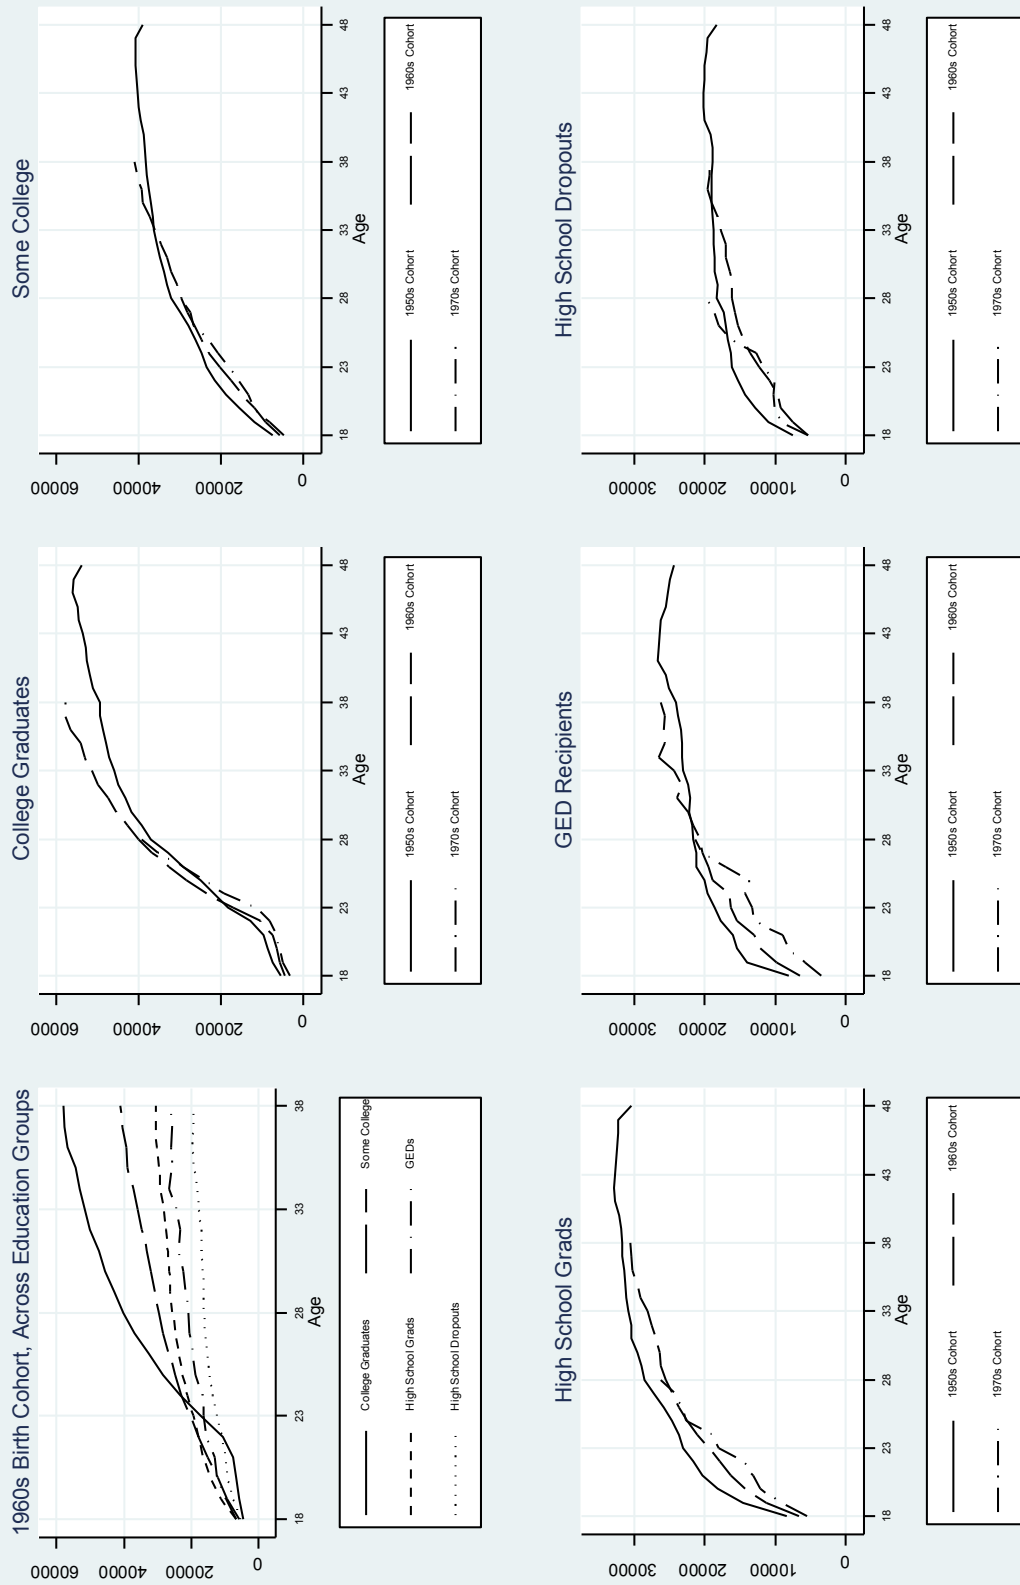 1960s Birth Cohort, Across Education Groups
60000
40000
20000
0
18
23
28
33
38
Age
College Graduates
Some College
High School Grads
GEDs
High School Dropouts
College Graduates
60000
40000
20000
0
18
23
28
33
38
43
48
Age
1950s Cohort
1960s Cohort
1970s Cohort
Some College
60000
40000
20000
0
18
23
28
33
38
43
48
Age
1950s Cohort
1960s Cohort
1970s Cohort
High School Grads
30000
20000
10000
0
18
23
28
33
38
43
48
Age
1950s Cohort
1960s Cohort
1970s Cohort
GED Recipients
30000
20000
10000
0
18
23
28
33
38
43
48
Age
1950s Cohort
1960s Cohort
1970s Cohort
High School Dropouts
30000
20000
10000
0
18
23
28
33
38
43
48
Age
1950s Cohort
1960s Cohort
1970s Cohort